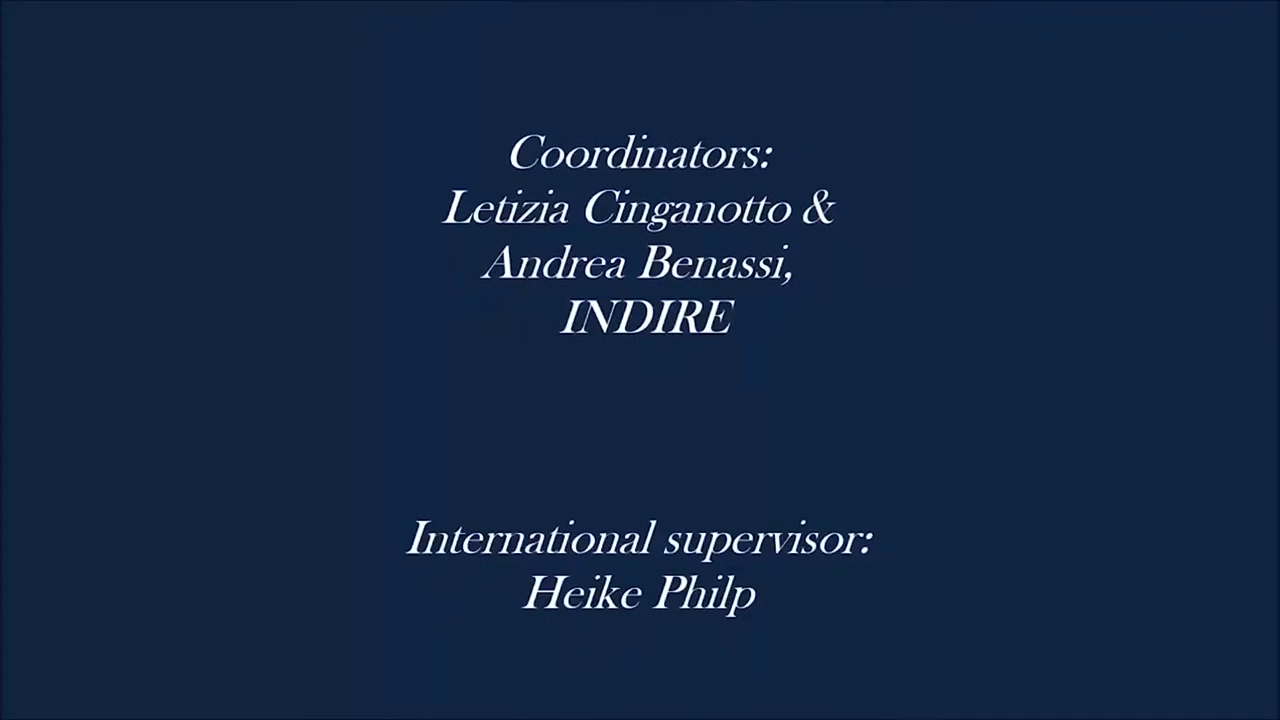 Coordinators:
Letizia Cinganotto &
Andrea Benassi,
INDIRE
International supervisor:
Heike Philp